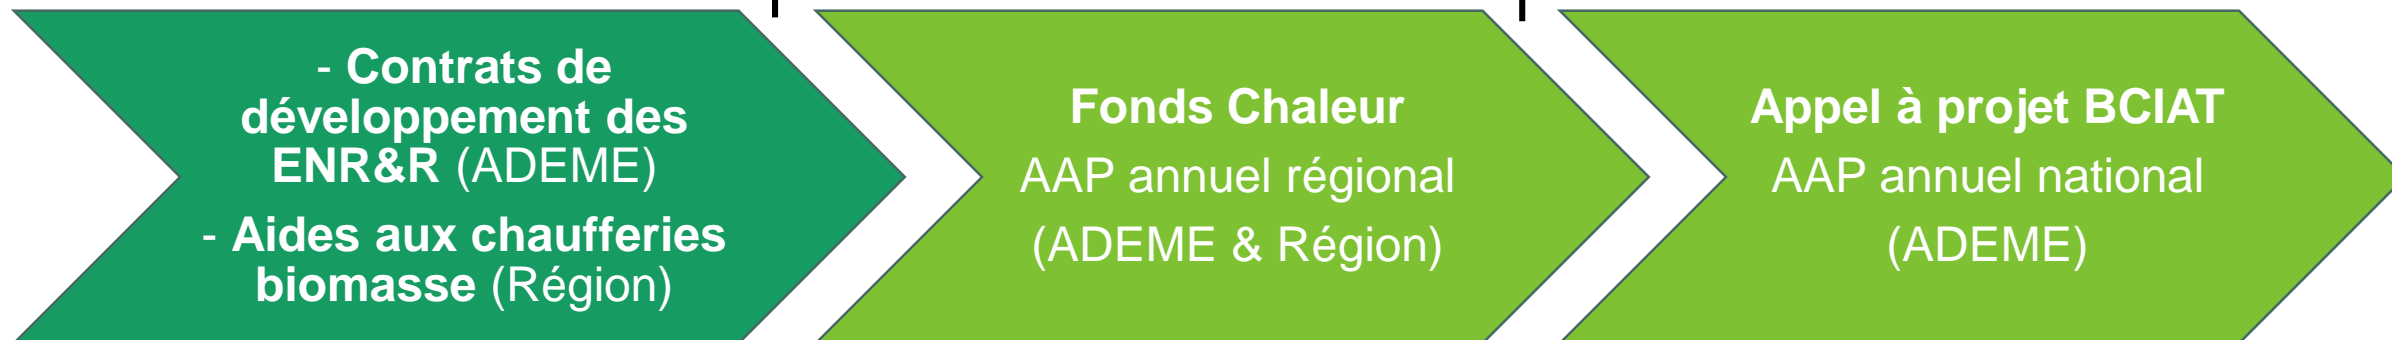 - Contrats de
développement des
ENR&R (ADEME)
- Aides aux chaufferies
biomasse (Région)
Fonds Chaleur
AAP annuel régional
(ADEME & Région)
Appel à projet BCIAT
AAP annuel national
(ADEME)